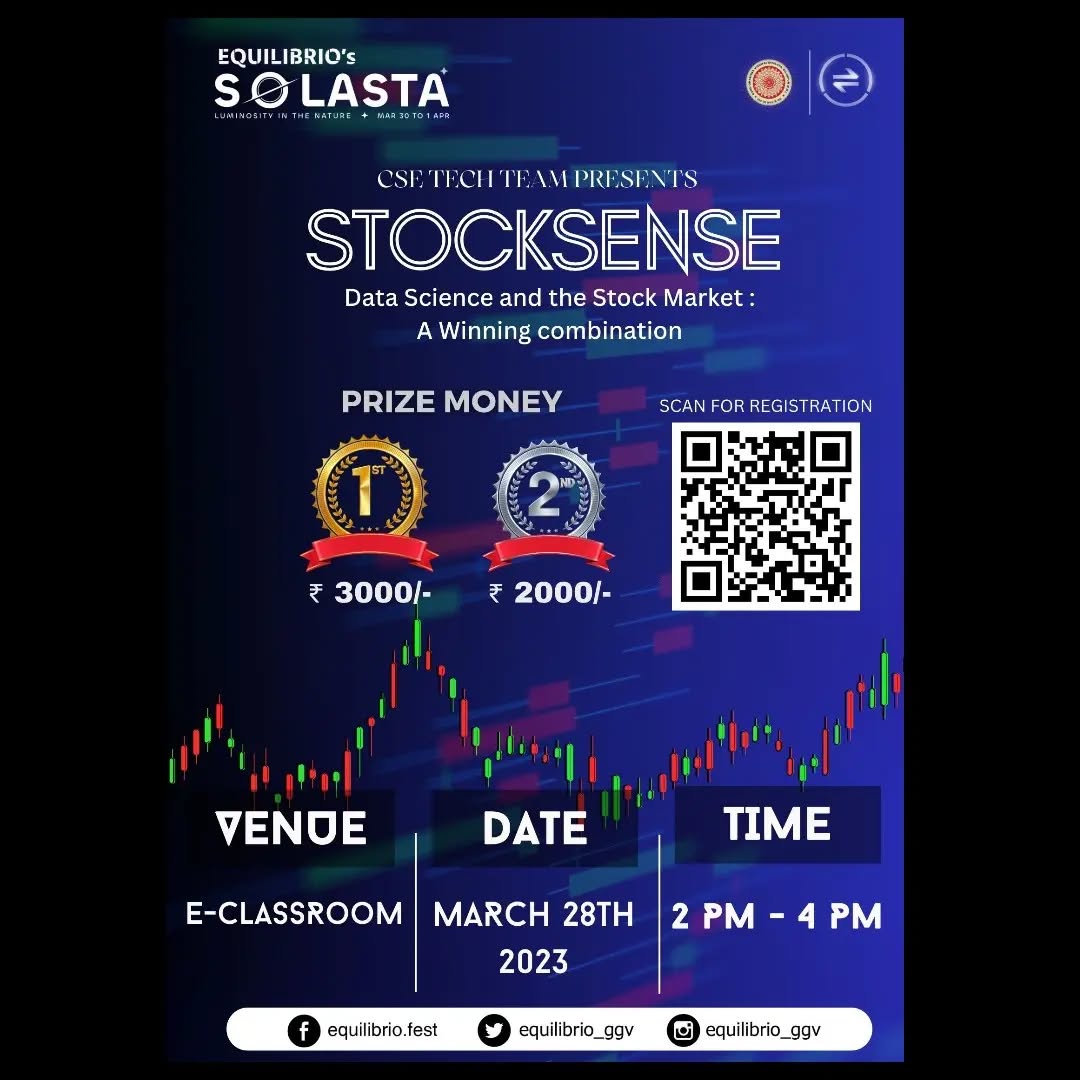 EQUILIBRIO's
SOLASTA
LUMINOSITY IN THE NATURE ✦ MAR 30 TO 1 APR
CSE TECH TEAM PRESENTS
STOCKSENSE
Data Science and the Stock Market :
A Winning combination
PRIZE MONEY
SCAN FOR REGISTRATION
1ST
2ND
₹ 3000/-
₹ 2000/-
VENUE
DATE
TIME
E-CLASSROOM
MARCH 28TH
2023
2 PM - 4 PM
equilibrio.fest
equilibrio_ggv
equilibrio_ggv